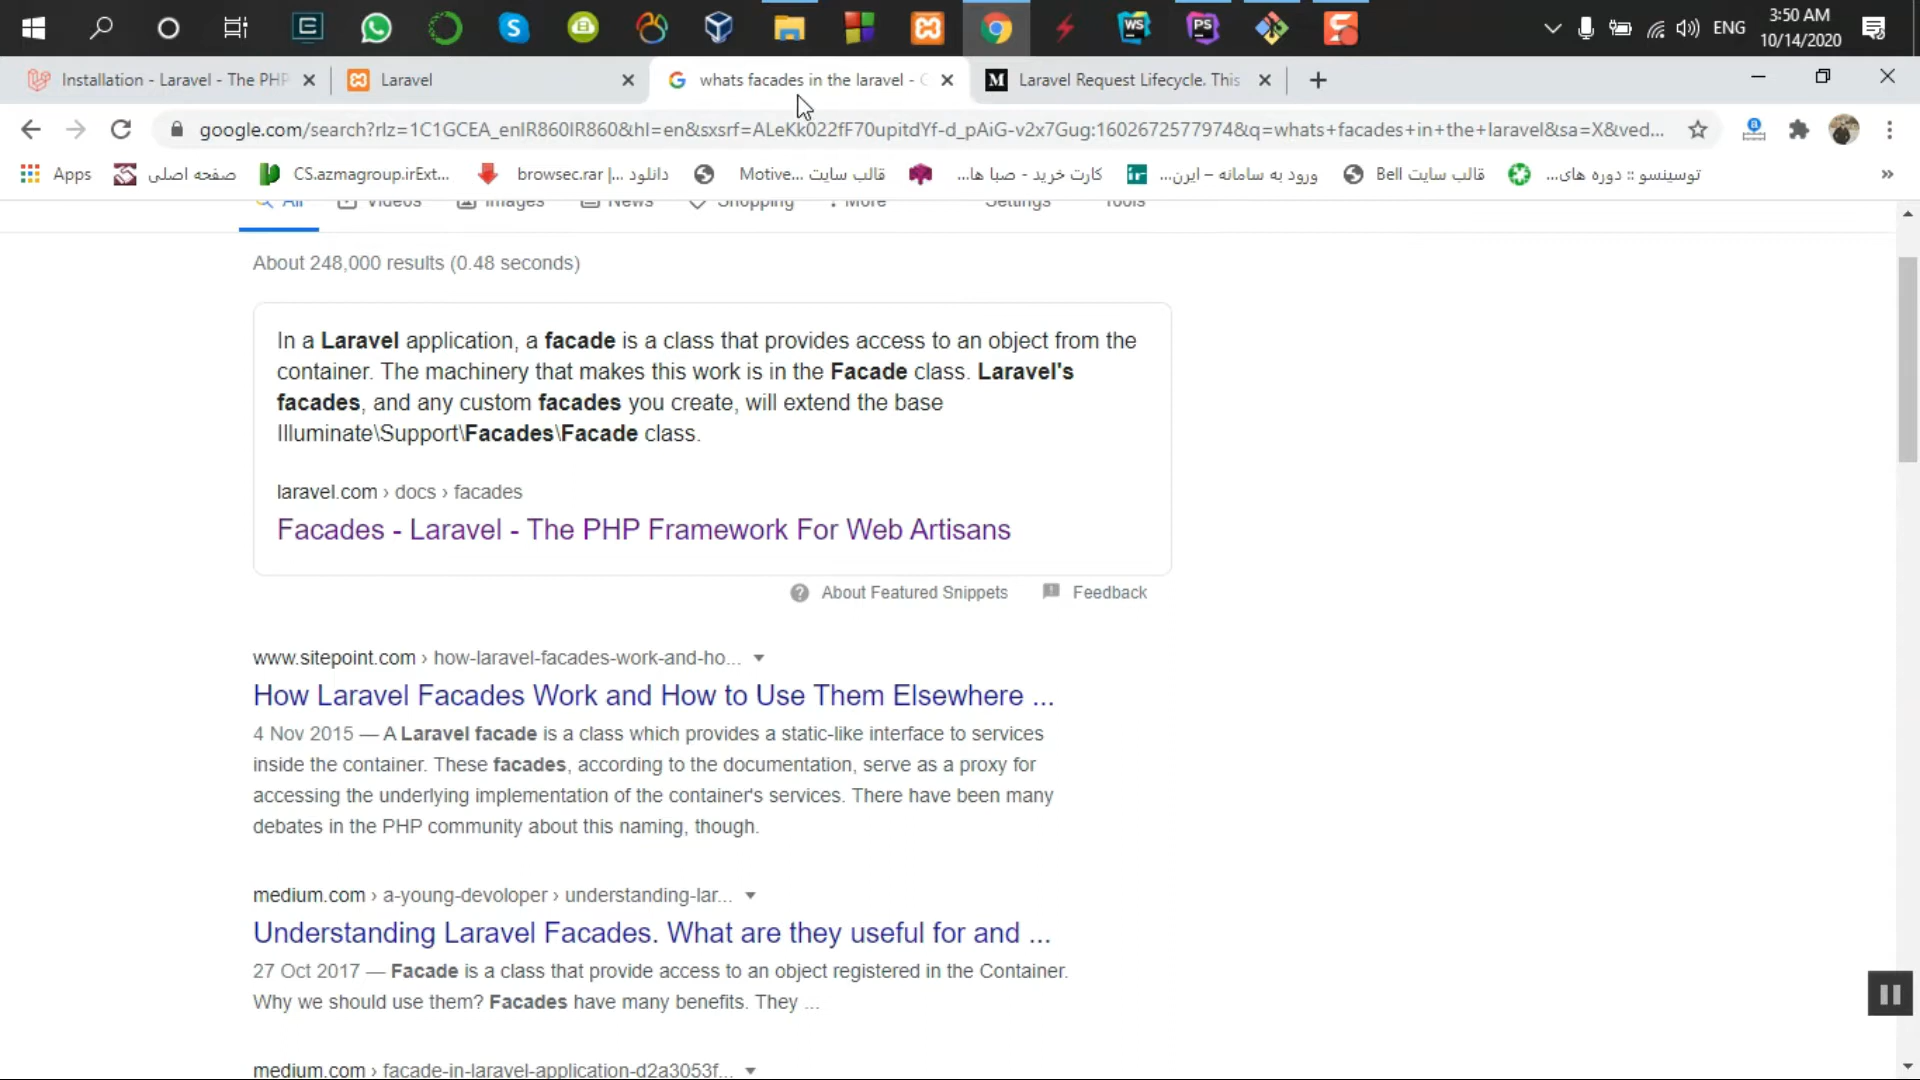 ENG
3:50 AM
10/14/2020
Installation - Laravel - The PHP
Laravel
whats facades in the laravel -
Laravel Request Lifecycle. This
google.com/search?rlz=1C1GCEA_enIR860IR860&hl=en&sxsrf=ALeKk022fF70upitdYf-d_pAiG-v2x7Gug:1602672577974&q=whats+facades+in+the+laravel&sa=X&ved...
Apps
صفحه اصلی
CS.azmagroup.irExt...
دانلود ...| browsec.rar
قالب سایت ...Motive
کارت خرید - صبا ها...
ورود به سامانه – ایرن...
قالب سایت Bell
توسینسو :: دوره های...
»
All
Videos
Images
News
Shopping
More
Settings
Tools
About 248,000 results (0.48 seconds)
In a Laravel application, a facade is a class that provides access to an object from the
container. The machinery that makes this work is in the Facade class. Laravel's
facades, and any custom facades you create, will extend the base
Illuminate\Support\Facades\Facade class.
laravel.com › docs › facades
Facades - Laravel - The PHP Framework For Web Artisans
About Featured Snippets
Feedback
www.sitepoint.com › how-laravel-facades-work-and-ho...
How Laravel Facades Work and How to Use Them Elsewhere ...
4 Nov 2015 — A Laravel facade is a class which provides a static-like interface to services
inside the container. These facades, according to the documentation, serve as a proxy for
accessing the underlying implementation of the container's services. There have been many
debates in the PHP community about this naming, though.
medium.com › a-young-devoloper › understanding-lar...
Understanding Laravel Facades. What are they useful for and ...
27 Oct 2017 — Facade is a class that provide access to an object registered in the Container.
Why we should use them? Facades have many benefits. They ...
medium.com › facade-in-laravel-application-d2a3053f...